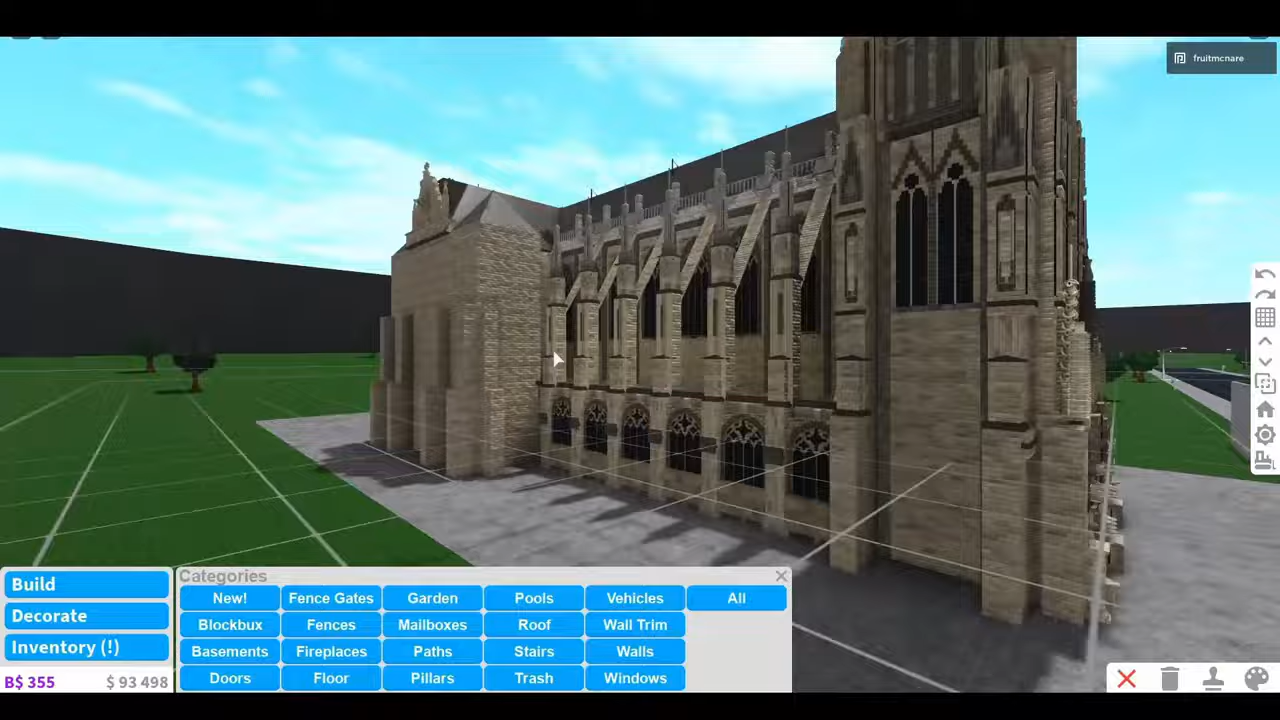 fruitmcnare
Build
Decorate
Inventory (!)
B$ 355
$ 93 498
Categories
New!
Fence Gates
Garden
Pools
Vehicles
All
Blockbux
Fences
Mailboxes
Roof
Wall Trim
Basements
Fireplaces
Paths
Stairs
Walls
Doors
Floor
Pillars
Trash
Windows